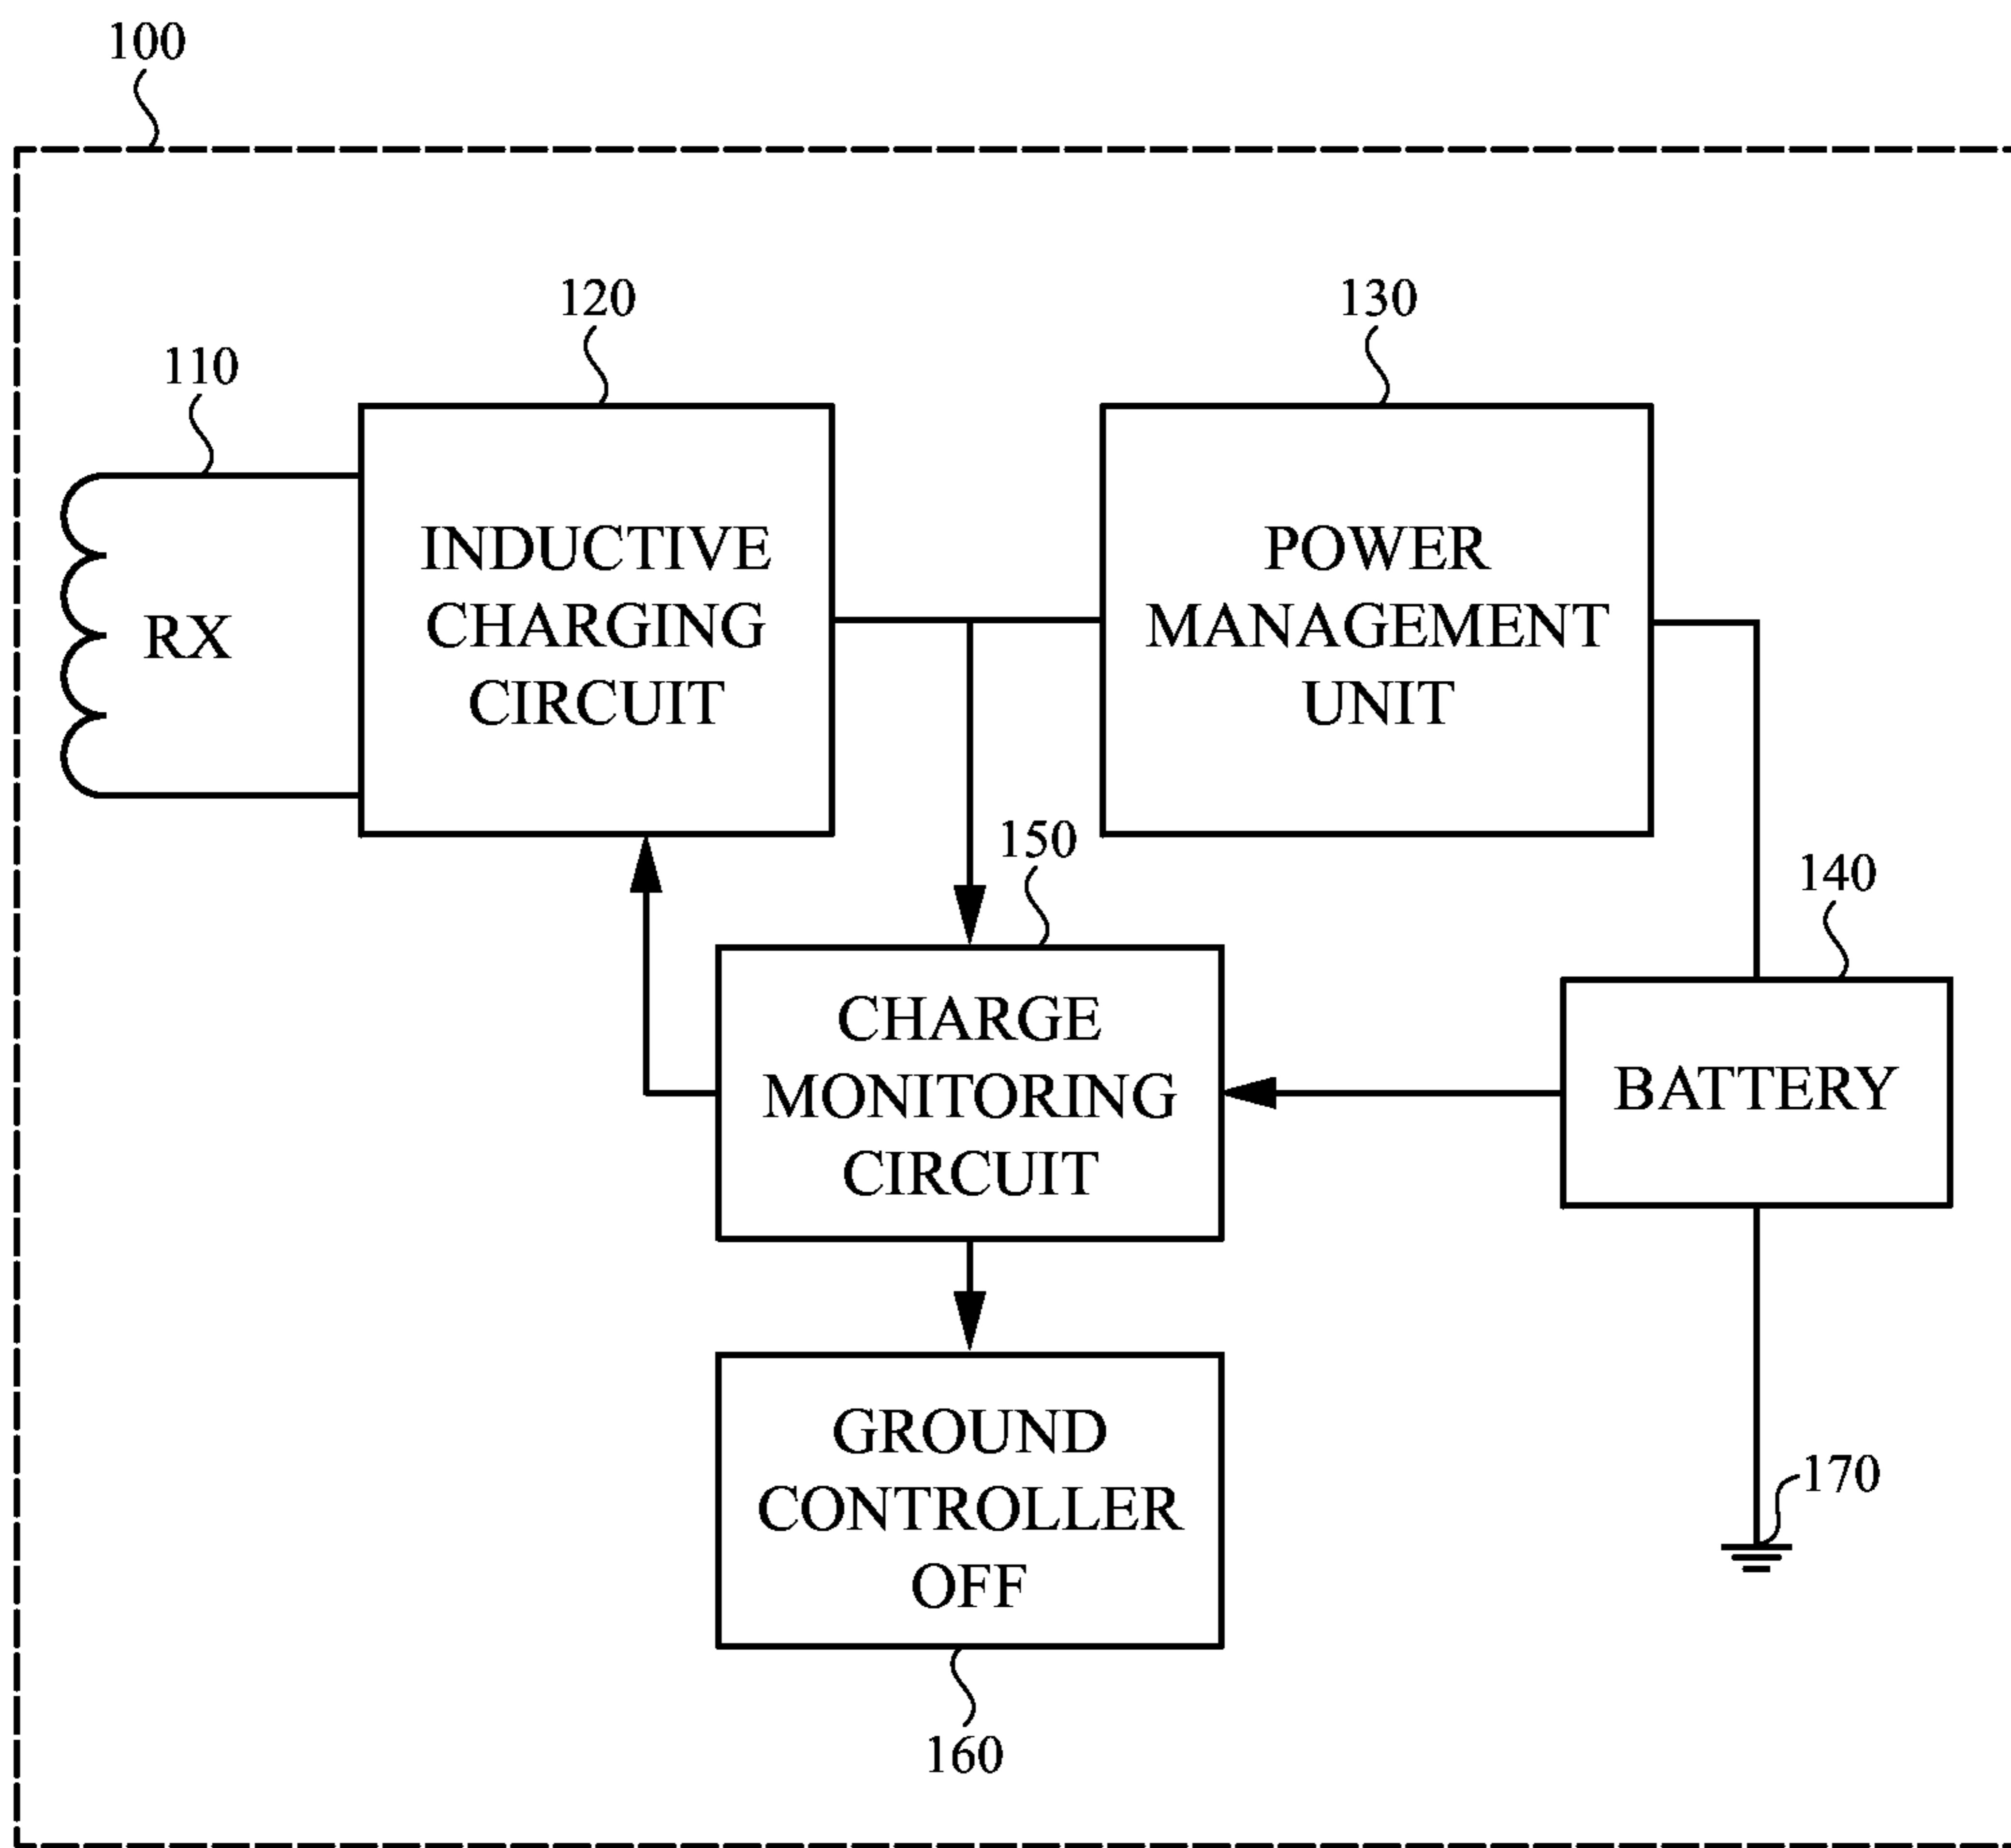 100
120
130
110
INDUCTIVE
CHARGING
CIRCUIT
POWER
MANAGEMENT
UNIT
RX
150
140
CHARGE
MONITORING
CIRCUIT
BATTERY
GROUND
CONTROLLER
OFF
170
160